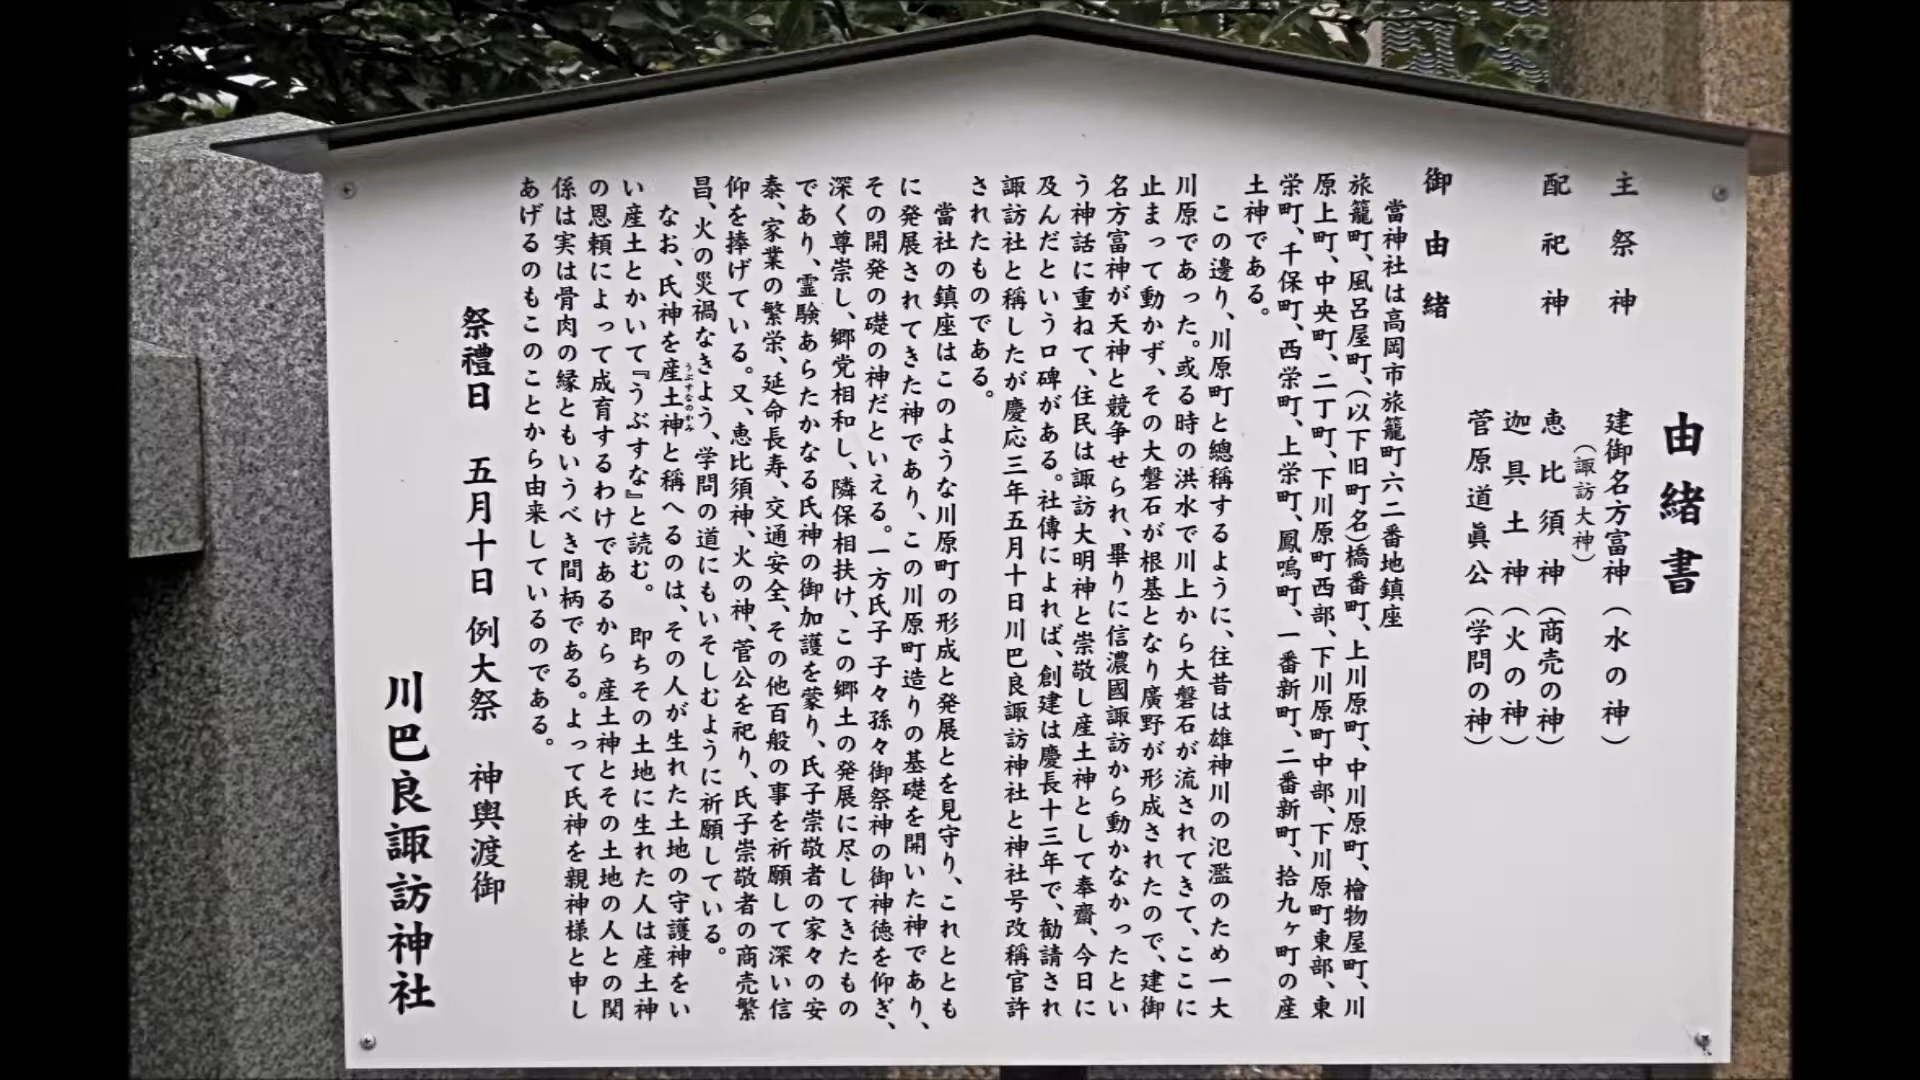 由緒書
主祭神 建御名方富神(水の神)
(諏訪大神)
配祀神 恵比須神(商売の神)
迦具土神(火の神)
菅原道眞公(学問の神)
御由緒
當神社は高岡市旅籠町六二番地鎮座
旅籠町、風呂屋町、(以下旧町名)橋番町、上川原町、中川原町、檜物屋町、川
原上町、中央町、二丁町、下川原町西部、下川原町中部、下川原町東部、東
栄町、千保町、西栄町、上栄町、鳳鳴町、一番新町、二番新町、拾九ヶ町の産
土神である。
この邊り、川原町と總稱するように、往昔は雄神川の氾濫のため一大
川原であった。或る時の洪水で川上から大磐石が流されてきて、ここに
止まって動かず、その大磐石が根基となり廣野が形成されたので、建御
名方富神が天神と競争せられ、畢りに信濃國諏訪から動かなかったとい
う神話に重ねて、住民は諏訪大明神と崇敬し産土神として奉齋、今日に
及んだという口碑がある。社傳によれば、創建は慶長十三年で、勧請され
諏訪社と稱したが慶応三年五月十日川巴良諏訪神社と神社号改稱官許
されたものである。
當社の鎮座はこのような川原町の形成と発展とを見守り、これととも
に発展されてきた神であり、この川原町造りの基礎を開いた神であり、
その開発の礎の神だといえる。一方氏子 子々孫々御祭神の御神徳を仰ぎ、
深く尊崇し、郷党相和し、隣保相扶け、この郷土の発展に尽してきたもの
であり、霊験あらたかなる氏神の御加護を蒙り、氏子崇敬者の家々の安
泰、家業の繁栄、延命長寿、交通安全、その他百般の事を祈願して深い信
仰を捧げている。又、恵比須神、火の神、菅公を祀り、氏子崇敬者の商売繁
昌、火の災禍なきよう、学問の道にもいそしむように祈願している。
なお、氏神を産土神うぶすなのかみと稱へるのは、その人が生れた土地の守護神をい
い産土とかいて『うぶすな』と読む。 即ちその土地に生れた人は産土神
の恩頼によって成育するわけであるから 産土神とその土地の人との関
係は実は骨肉の縁ともいうべき間柄である。よって氏神を親神様と申し
あげるのもこのことから由来しているのである。
祭禮日 五月十日 例大祭 神輿渡御
川巴良諏訪神社